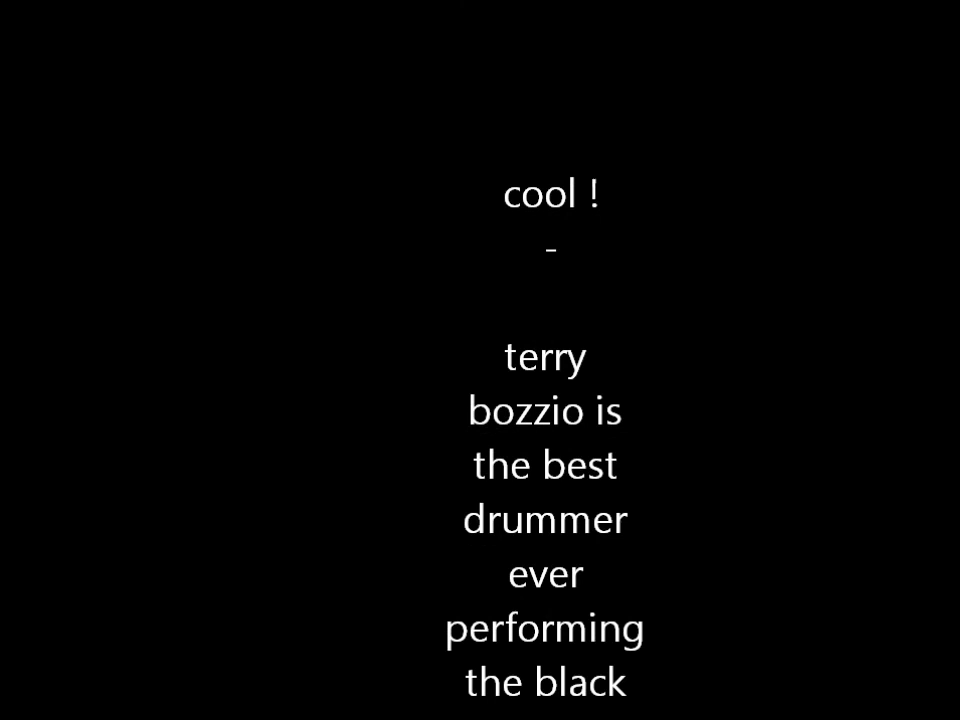 cool !
-
terry
bozzio is
the best
drummer
ever
performing
the black